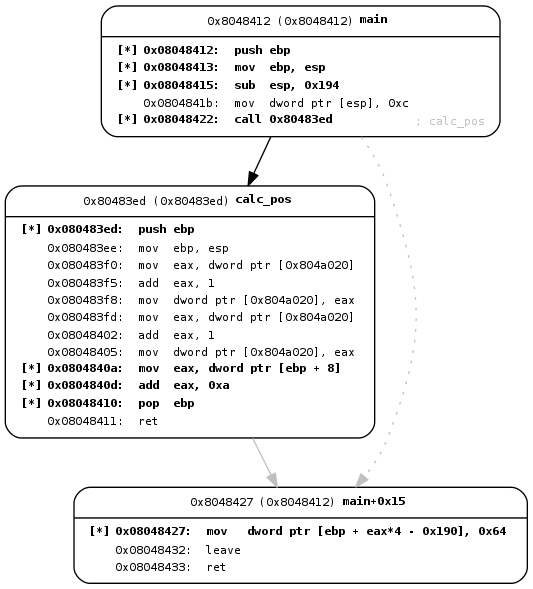 0x8048412 (0x8048412) main
[*] 0x08048412: push ebp
[*] 0x08048413: mov ebp, esp
[*] 0x08048415: sub esp, 0x194
0x0804841b: mov dword ptr [esp], 0xc
[*] 0x08048422: call 0x80483ed ; calc_pos
0x80483ed (0x80483ed) calc_pos
[*] 0x080483ed: push ebp
0x080483ee: mov ebp, esp
0x080483f0: mov eax, dword ptr [0x804a020]
0x080483f5: add eax, 1
0x080483f8: mov dword ptr [0x804a020], eax
0x080483fd: mov eax, dword ptr [0x804a020]
0x08048402: add eax, 1
0x08048405: mov dword ptr [0x804a020], eax
[*] 0x0804840a: mov eax, dword ptr [ebp + 8]
[*] 0x0804840d: add eax, 0xa
[*] 0x08048410: pop ebp
0x08048411: ret
0x8048427 (0x8048412) main+0x15
[*] 0x08048427: mov dword ptr [ebp + eax*4 - 0x190], 0x64
0x08048432: leave
0x08048433: ret